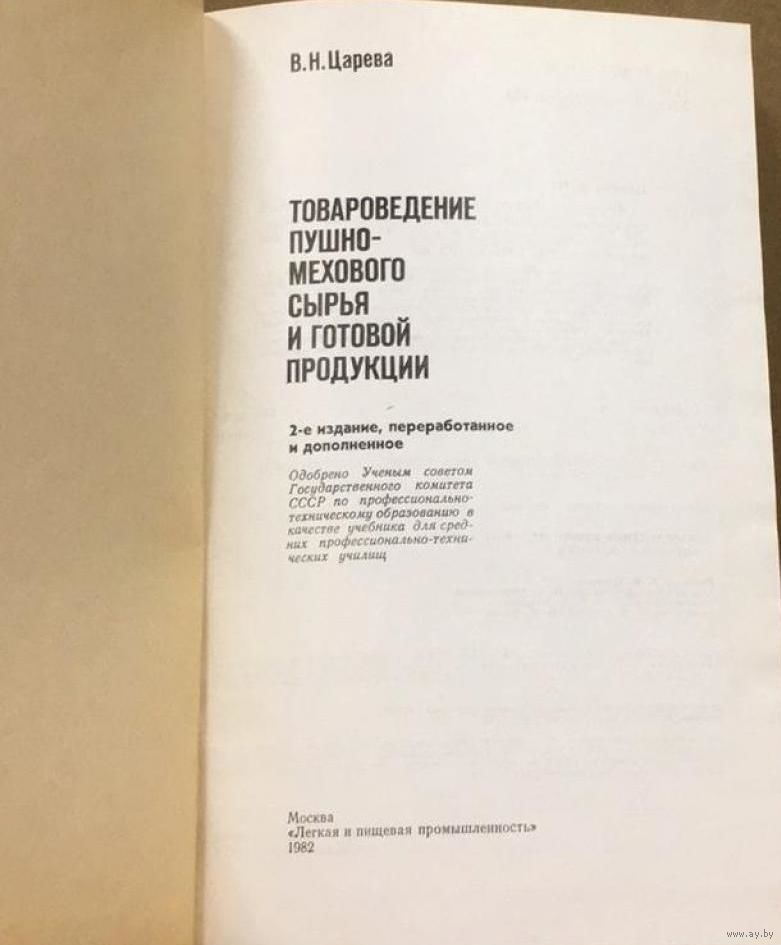 В.Н.Царева
ТОВАРОВЕДЕНИЕ
ПУШНО-
МЕХОВОГО
СЫРЬЯ
И ГОТОВОЙ
ПРОДУКЦИИ
2-е издание, переработанное
и дополненное
Одобрено Ученым советом
Государственного комитета
СССР по профессионально-
техническому образованию в
качестве учебника для сред-
них профессионально-техни-
ческих училищ
Москва
«Легкая и пищевая промышленность»
1982
www.ay.by